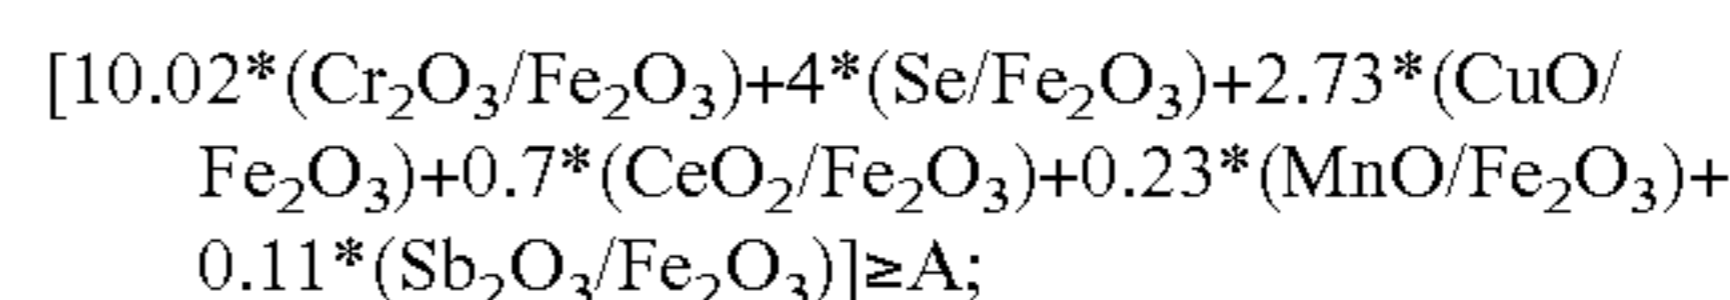 [10.02*(Cr₂O₃/Fe₂O₃)+4*(Se/Fe₂O₃)+2.73*(CuO/
Fe₂O₃)+0.7*(CeO₂/Fe₂O₃)+0.23*(MnO/Fe₂O₃)+
0.11*(Sb₂O₃/Fe₂O₃)]≥A;